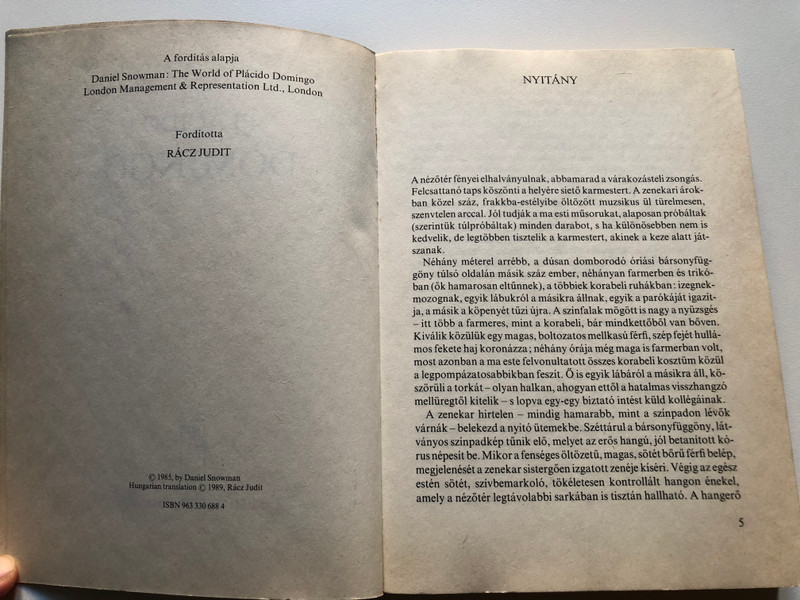 A fordítás alapja
Daniel Snowman: The World of Plácido Domingo
London Management & Representation Ltd., London
Fordította
RÁCZ JUDIT
© 1985, by Daniel Snowman
Hungarian translation © 1989, Rácz Judit
ISBN 963 330 688 4
NYITÁNY
A nézőtér fényei elhalványulnak, abbamarad a várakozásteli zsongás.
Felcsattanó taps köszönti a helyére siető karmestert. A zenekari árok-
ban közel száz, frakkba-estélyibe öltözött muzsikus ül türelmesen,
szenvtelen arccal. Jól tudják a ma esti műsorukat, alaposan próbáltak
(szerintük túlpróbáltak) minden darabot, s ha különösebben nem is
kedvelik, de legtöbben tisztelik a karmestert, akinek a keze alatt ját-
szanak.
Néhány méterel arrébb, a dúsan domborodó óriási bársonyfüg-
göny túlsó oldalán másik száz ember, néhányan farmerben és trikó-
ban (ők hamarosan eltűnnek), a többiek korabeli ruhákban: izegnek-
mozognak, egyik lábukról a másikra állnak, egyik a parókáját igazít-
ja, a másik a köpenyét tűzi újra. A színfalak mögött is nagy a nyüzsgés
– itt több a farmeres, mint a korabeli, bár mindkettőből van bőven.
Kiválik közülük egy magas, boltozatos mellkasú férfi, szép fejét hullá-
mos fekete haj koronázza; néhány órája még maga is farmerban volt,
most azonban a ma este felvonultatott összes korabeli kosztüm közül
a legpompázatosabbikban feszít. Ő is egyik lábáról a másikra áll, kö-
szörüli a torkát – olyan halkan, ahogyan ettől a hatalmas visszhangzó
mellüregtől kitelik – s lopva egy-egy biztató intést küld kollégáinak.
A zenekar hirtelen – mindig hamarabb, mint a színpadon lévők
várnák – belekezd a nyitó ütemekbe. Széttárul a bársonyfüggöny, lát-
ványos színpadkép tűnik elő, melyet az erős hangú, jól betanított kó-
rus népesít be. Mikor a fenséges öltözetű, magas, sötét bőrű férfi belép,
megjelenését a zenekar sistergően izgatott zenéje kíséri. Végig az egész
estén sötét, szívbemarkoló, tökéletesen kontrollált hangon énekel,
amely a nézőtér legtávolabbi sarkában is tisztán hallható. A hangerő
5